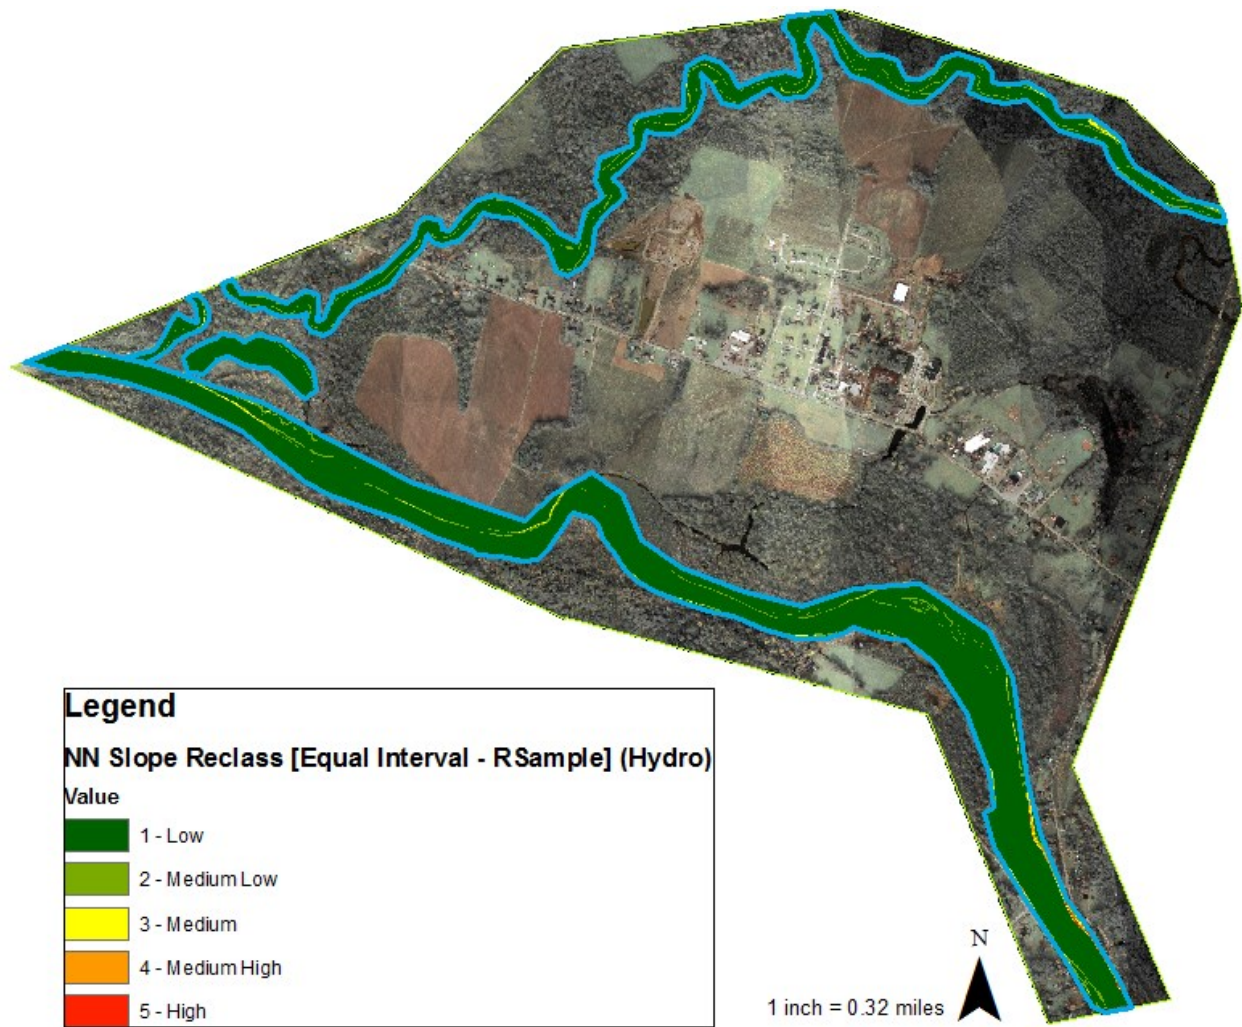 Legend
NN Slope Reclass [Equal Interval - RSample] (Hydro)
Value
1 - Low
2 - Medium Low
3 - Medium
4 - Medium High
5 - High
1 inch = 0.32 miles
N